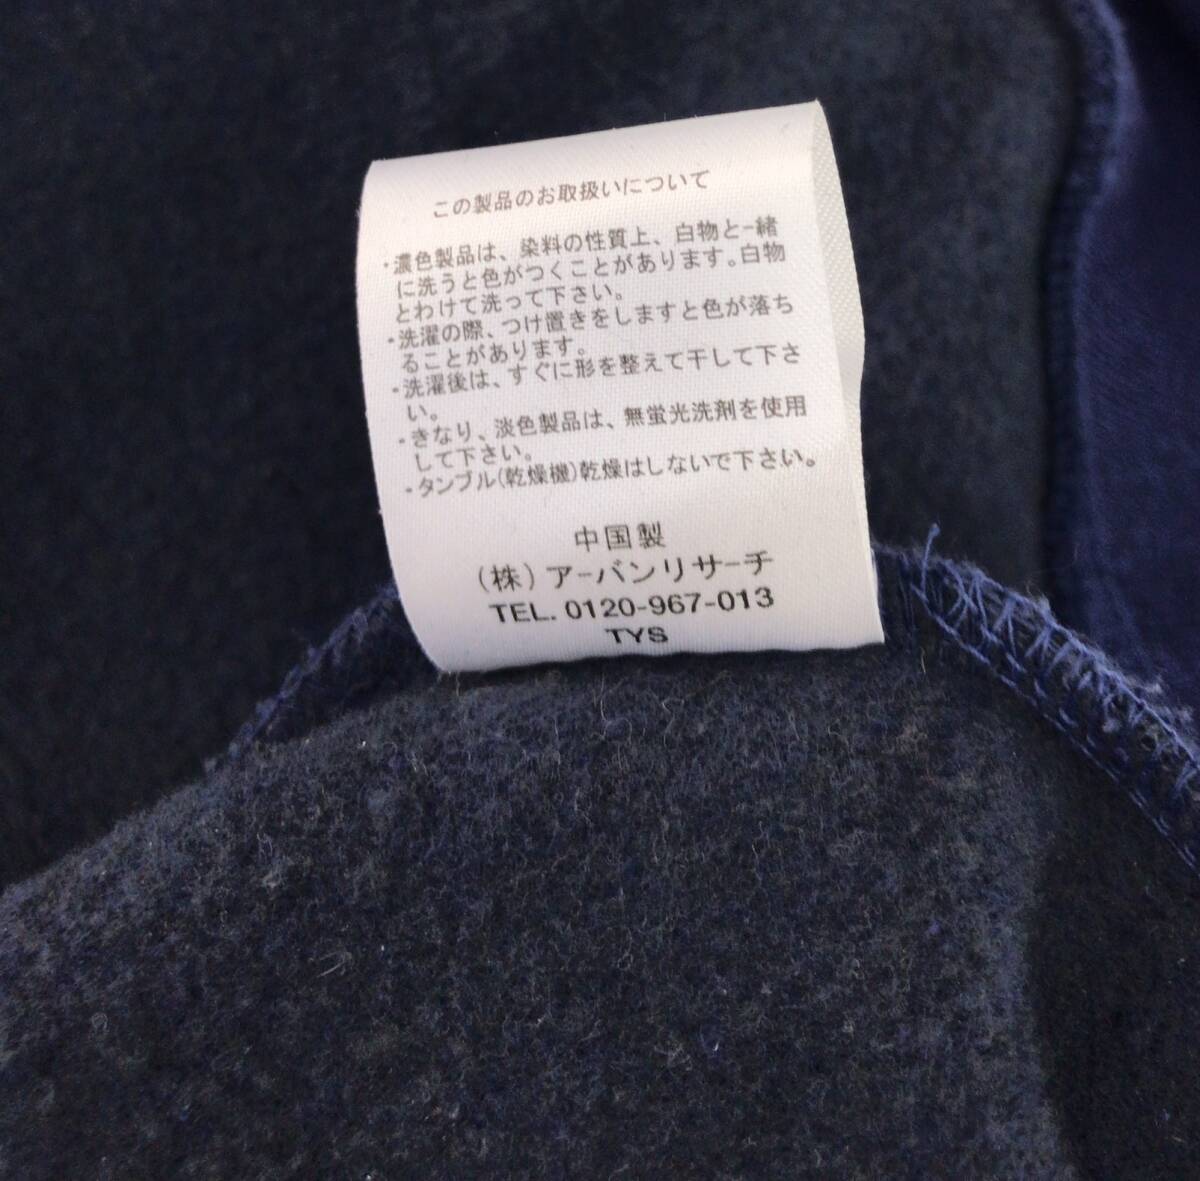 この製品のお取扱いについて
・濃色製品は、染料の性質上、白物と一緒
に洗うと色がつくことがあります。白物
とわけて洗って下さい。
・洗濯の際、つけ置きをしますと色が落ち
ることがあります。
・洗濯後は、すぐに形を整えて干して下さ
い。
・きなり、淡色製品は、無蛍光洗剤を使用
して下さい。
・タンブル(乾燥機)乾燥はしないで下さい。
中国製
(株)アーバンリサーチ
TEL. 0120-967-013
TYS